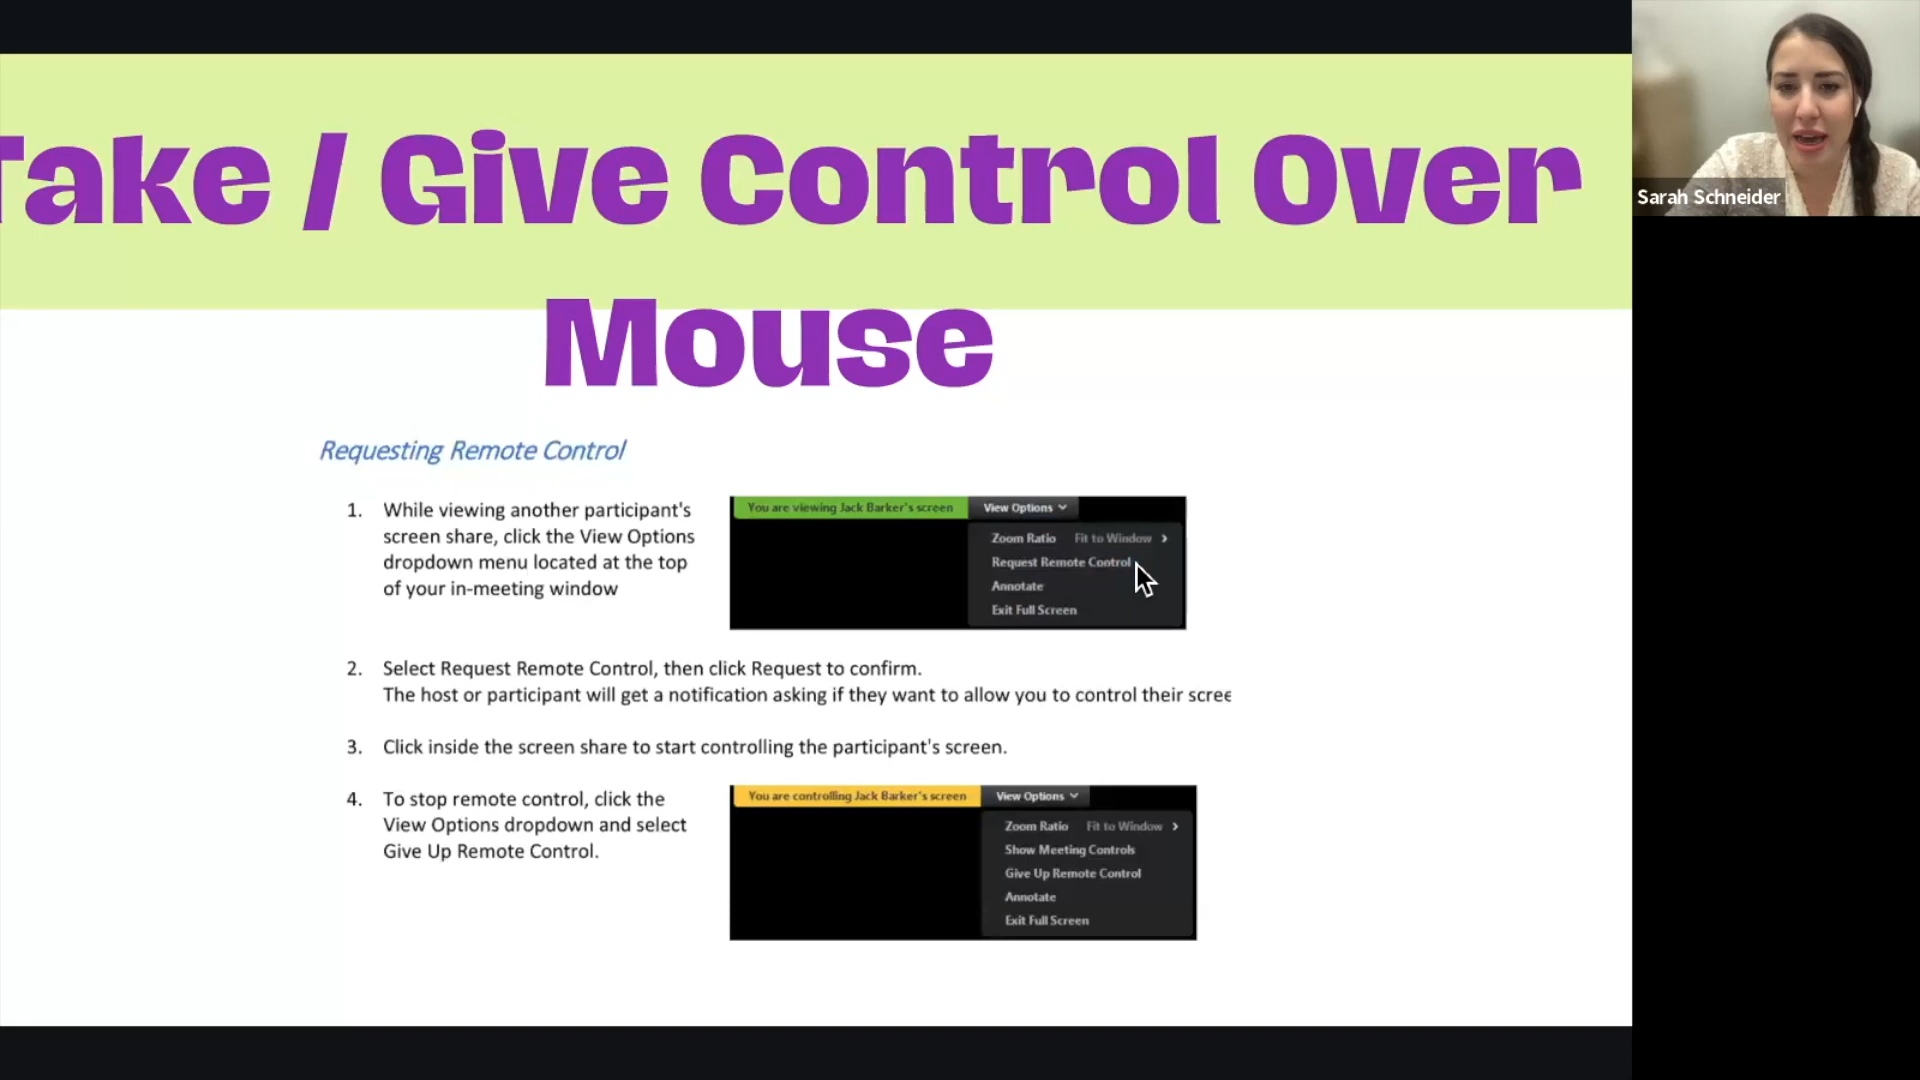 Take / Give Control Over
Mouse
Sarah Schneider
Requesting Remote Control
1. While viewing another participant's
screen share, click the View Options
dropdown menu located at the top
of your in-meeting window
You are viewing Jack Barker's screen
View Options
Zoom Ratio Fit to Window
Request Remote Control
Annotate
Exit Full Screen
2. Select Request Remote Control, then click Request to confirm.
The host or participant will get a notification asking if they want to allow you to control their scree
3. Click inside the screen share to start controlling the participant's screen.
4. To stop remote control, click the
View Options dropdown and select
Give Up Remote Control.
You are controlling Jack Barker's screen
View Options
Zoom Ratio Fit to Window
Show Meeting Controls
Give Up Remote Control
Annotate
Exit Full Screen